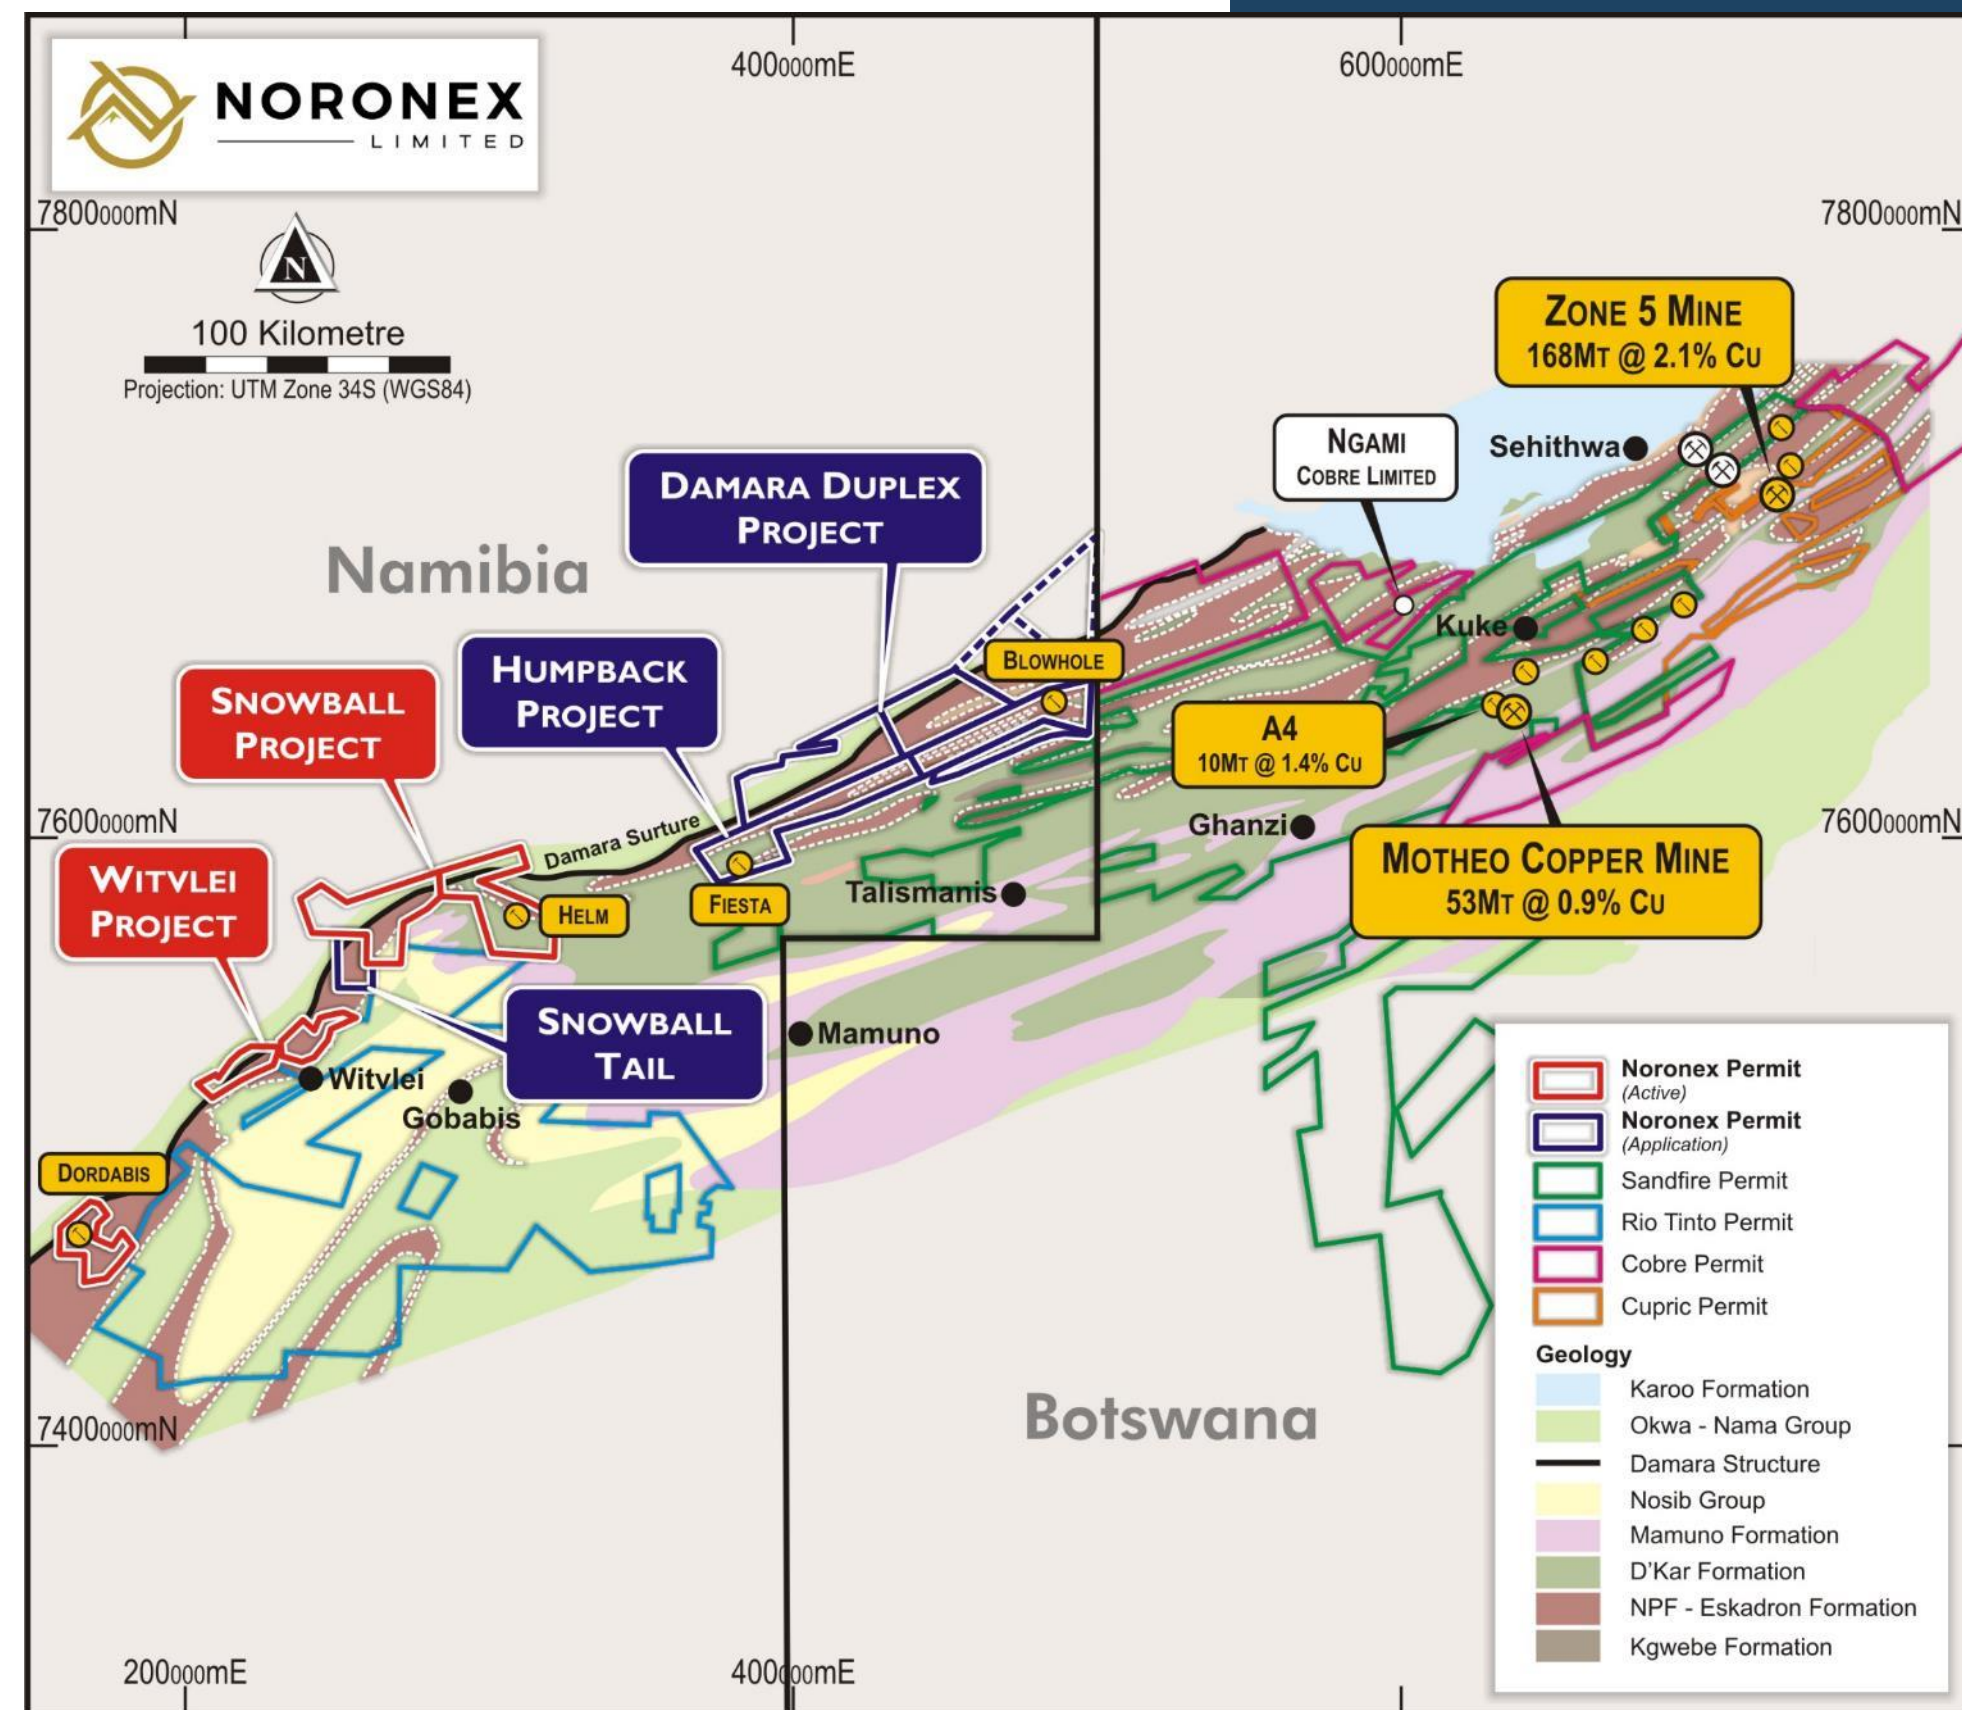 NORONEX
LIMITED
400000mE
600000mE
7800000mN
7800000mN
N
100 Kilometre
Projection: UTM Zone 34S (WGS84)
ZONE 5 MINE
168MT @ 2.1% CU
NGAMI
COBRE LIMITED
Sehithwa
DAMARA DUPLEX
PROJECT
Namibia
HUMPBACK
PROJECT
BLOWHOLE
Kuke
SNOWBALL
PROJECT
A4
10MT @ 1.4% CU
7600000mN
7600000mN
Damara Surture
Ghanzi
WITVLEI
PROJECT
MOTHEO COPPER MINE
53MT @ 0.9% CU
HELM
FIESTA
Talismanis
SNOWBALL
TAIL
Mamuno
Witvlei
Gobabis
DORDABIS
Botswana
7400000mN
200000mE
400000mE
Noronex Permit
(Active)
Noronex Permit
(Application)
Sandfire Permit
Rio Tinto Permit
Cobre Permit
Cupric Permit
Geology
Karoo Formation
Okwa - Nama Group
Damara Structure
Nosib Group
Mamuno Formation
D'Kar Formation
NPF - Eskadron Formation
Kgwebe Formation